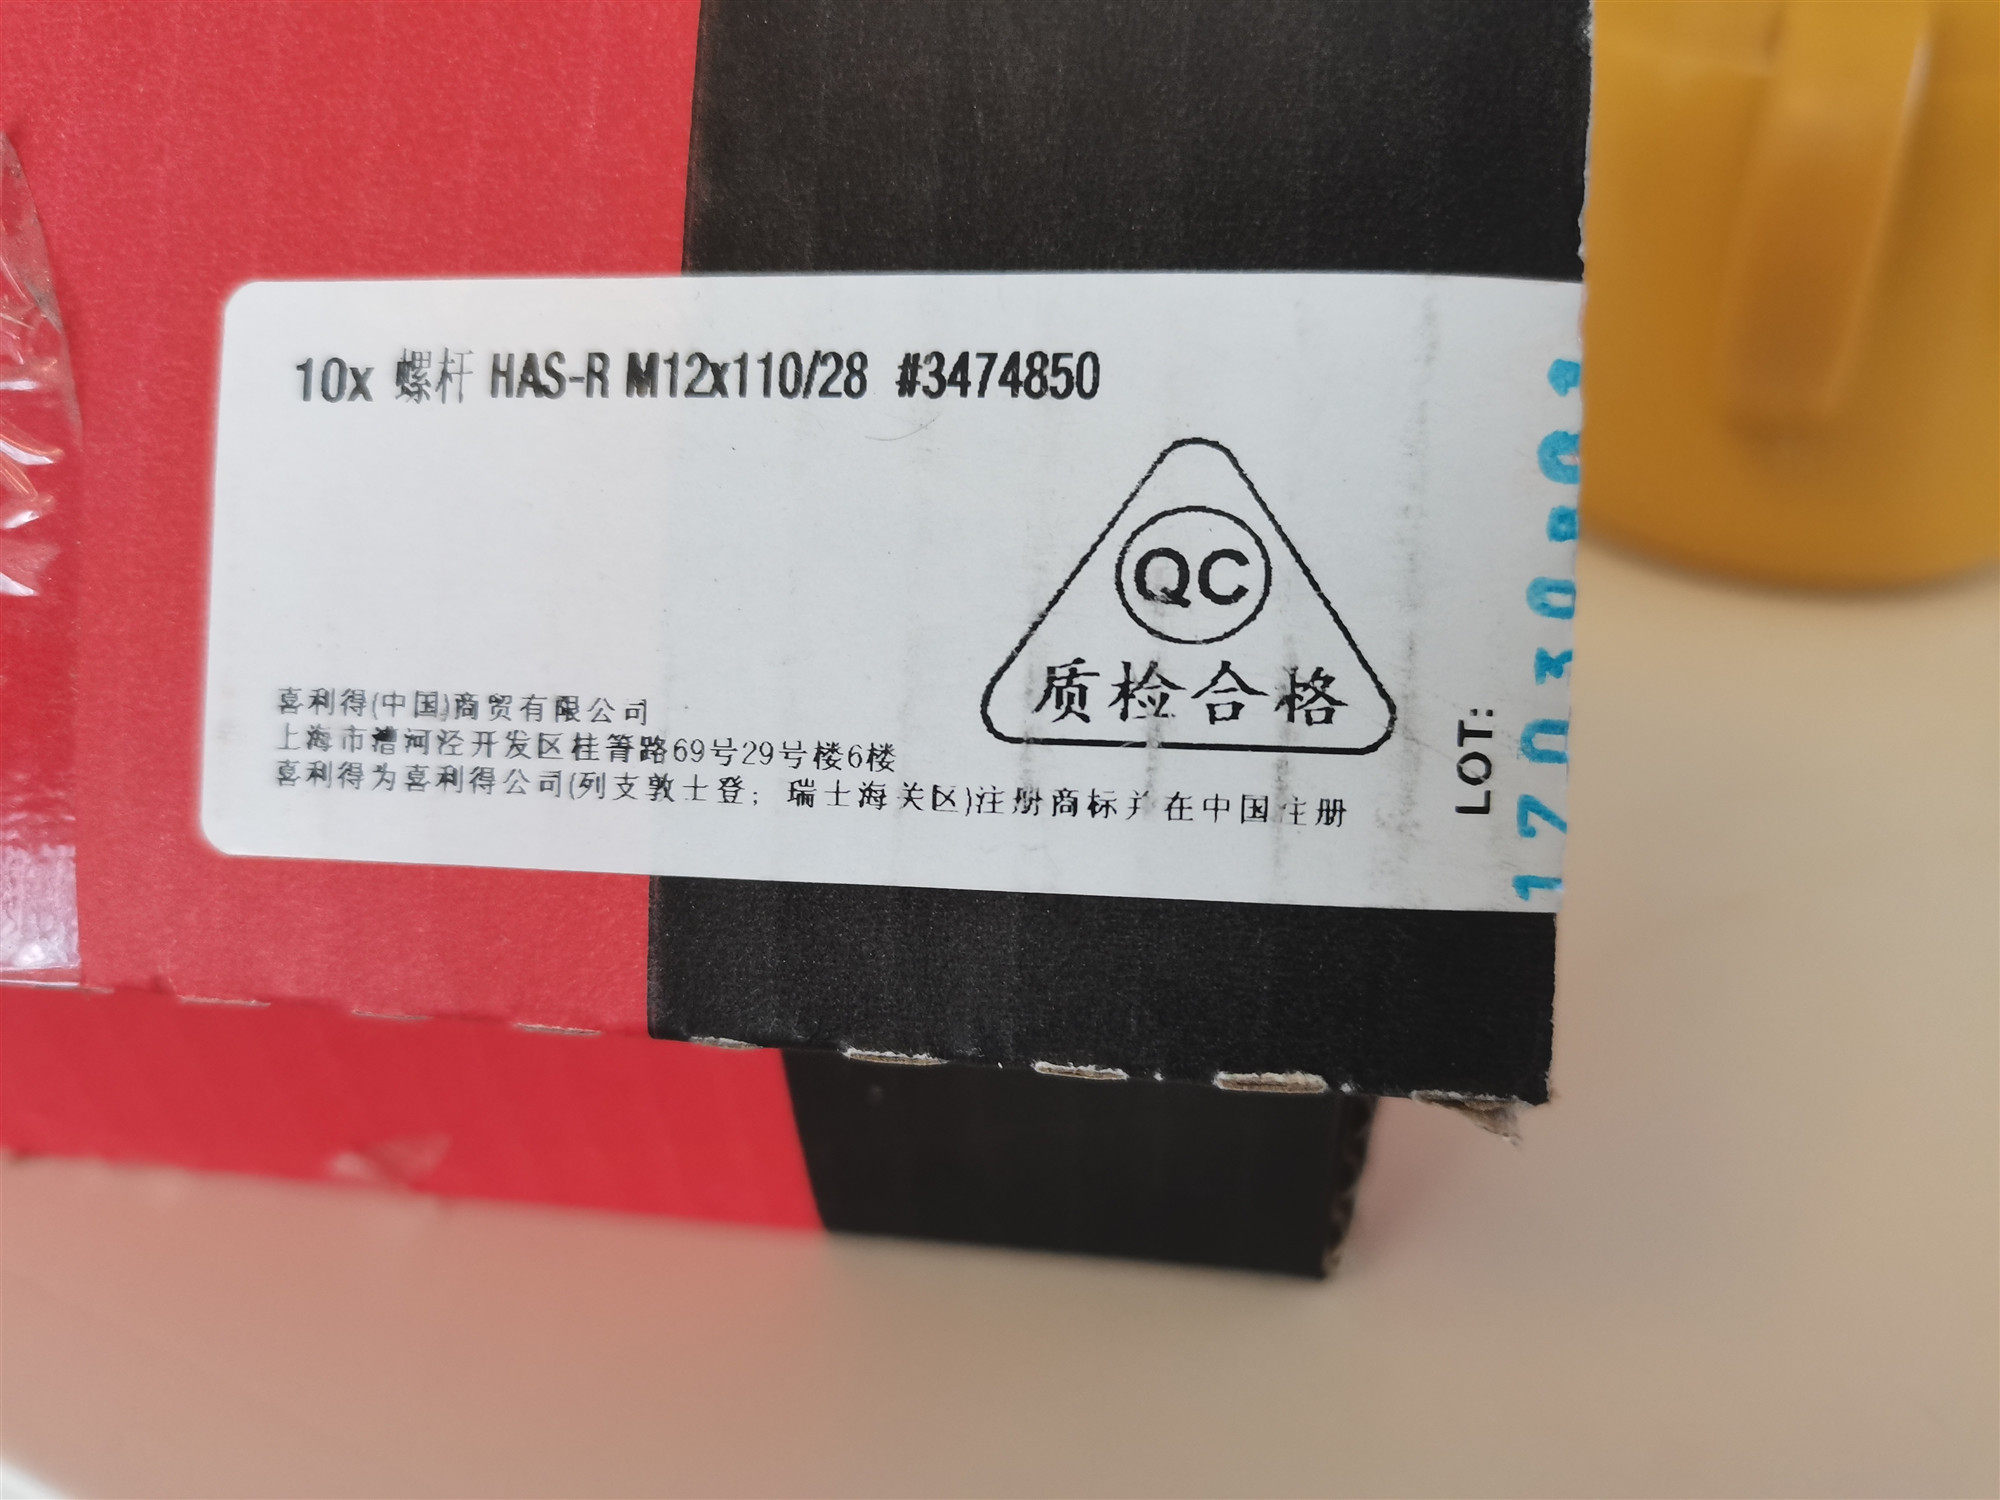 10x 螺杆 HAS-R M12x110/28 #3474850
QC
质检合格
喜利得(中国)商贸有限公司
上海市漕河泾开发区桂箐路69号29号楼6楼
喜利得为喜利得公司(列支敦士登；瑞士海关区)注册商标并在中国注册
LOT: